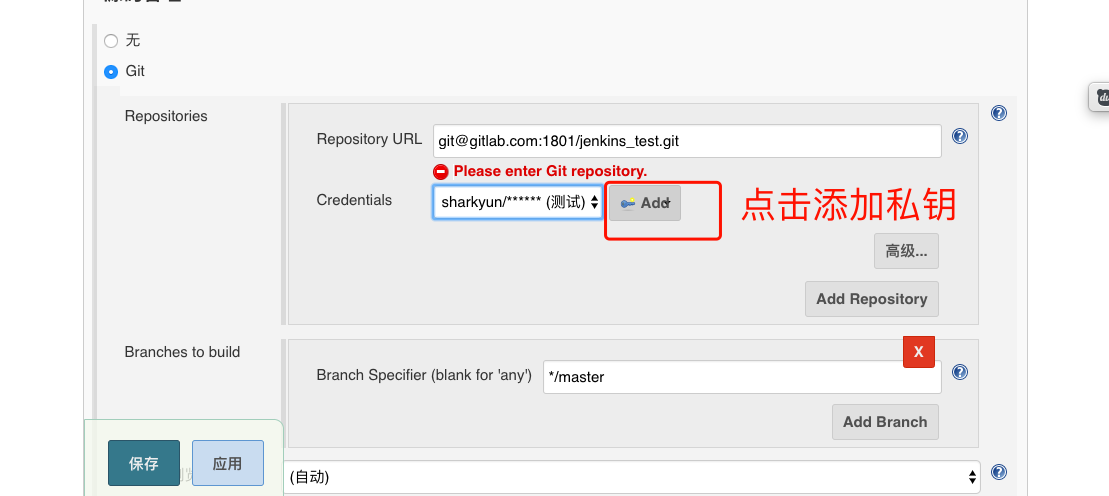 无
Git
Repositories
Repository URL
git@gitlab.com:1801/jenkins_test.git
Please enter Git repository.
Credentials
sharkyun/****** (测试)
Add
点击添加私钥
高级...
Add Repository
Branches to build
X
Branch Specifier (blank for 'any')
*/master
Add Branch
保存
应用
(自动)